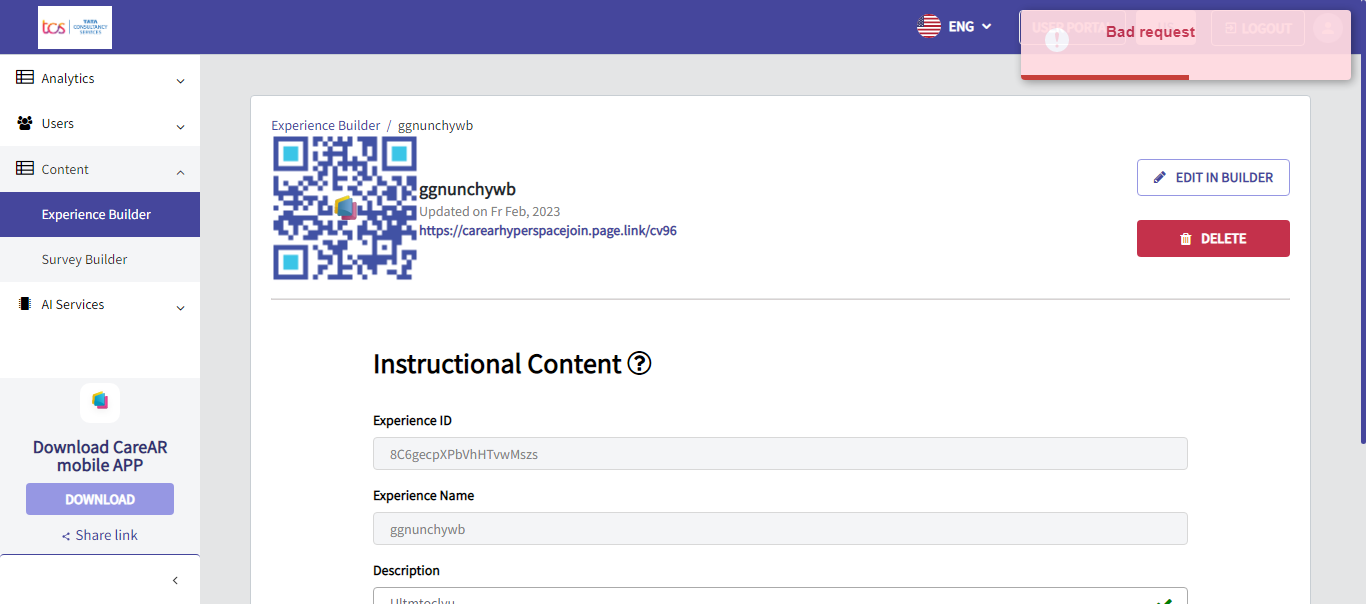 tcs
TATA
CONSULTANCY
SERVICES
ENG
USER PORTAL
LOGOUT
Bad request
Analytics
Users
Content
Experience Builder
Survey Builder
AI Services
Download CareAR
mobile APP
DOWNLOAD
Share link
Experience Builder / ggnunchywb
ggnunchywb
Updated on Fr Feb, 2023
https://carearhyperspacejoin.page.link/cv96
EDIT IN BUILDER
DELETE
Instructional Content
Experience ID
8C6gecpXPbVhHTvwMszs
Experience Name
ggnunchywb
Description